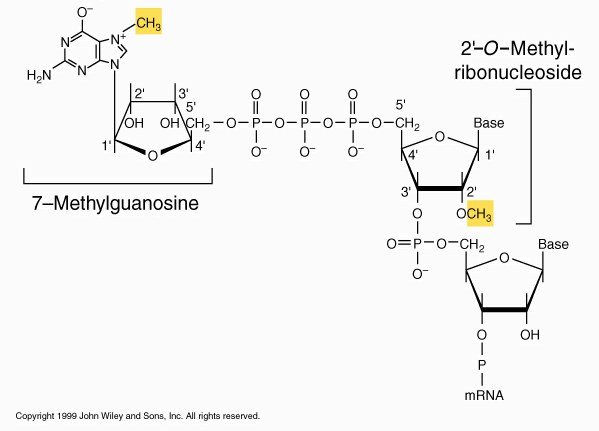 O⁻
CH₃
N
N⁺
H₂N
N
N
2' 3'
5'
OH OH CH₂–O–P–O–P–O–P–O–CH₂
O O O
O⁻ O⁻ O⁻
1' O 4'
7–Methylguanosine
2'–O–Methyl-
ribonucleoside
5'
O Base
4' 1'
3' 2'
O OCH₃
O=P–O–CH₂
O⁻
O Base
O OH
P
mRNA
Copyright 1999 John Wiley and Sons, Inc. All rights reserved.